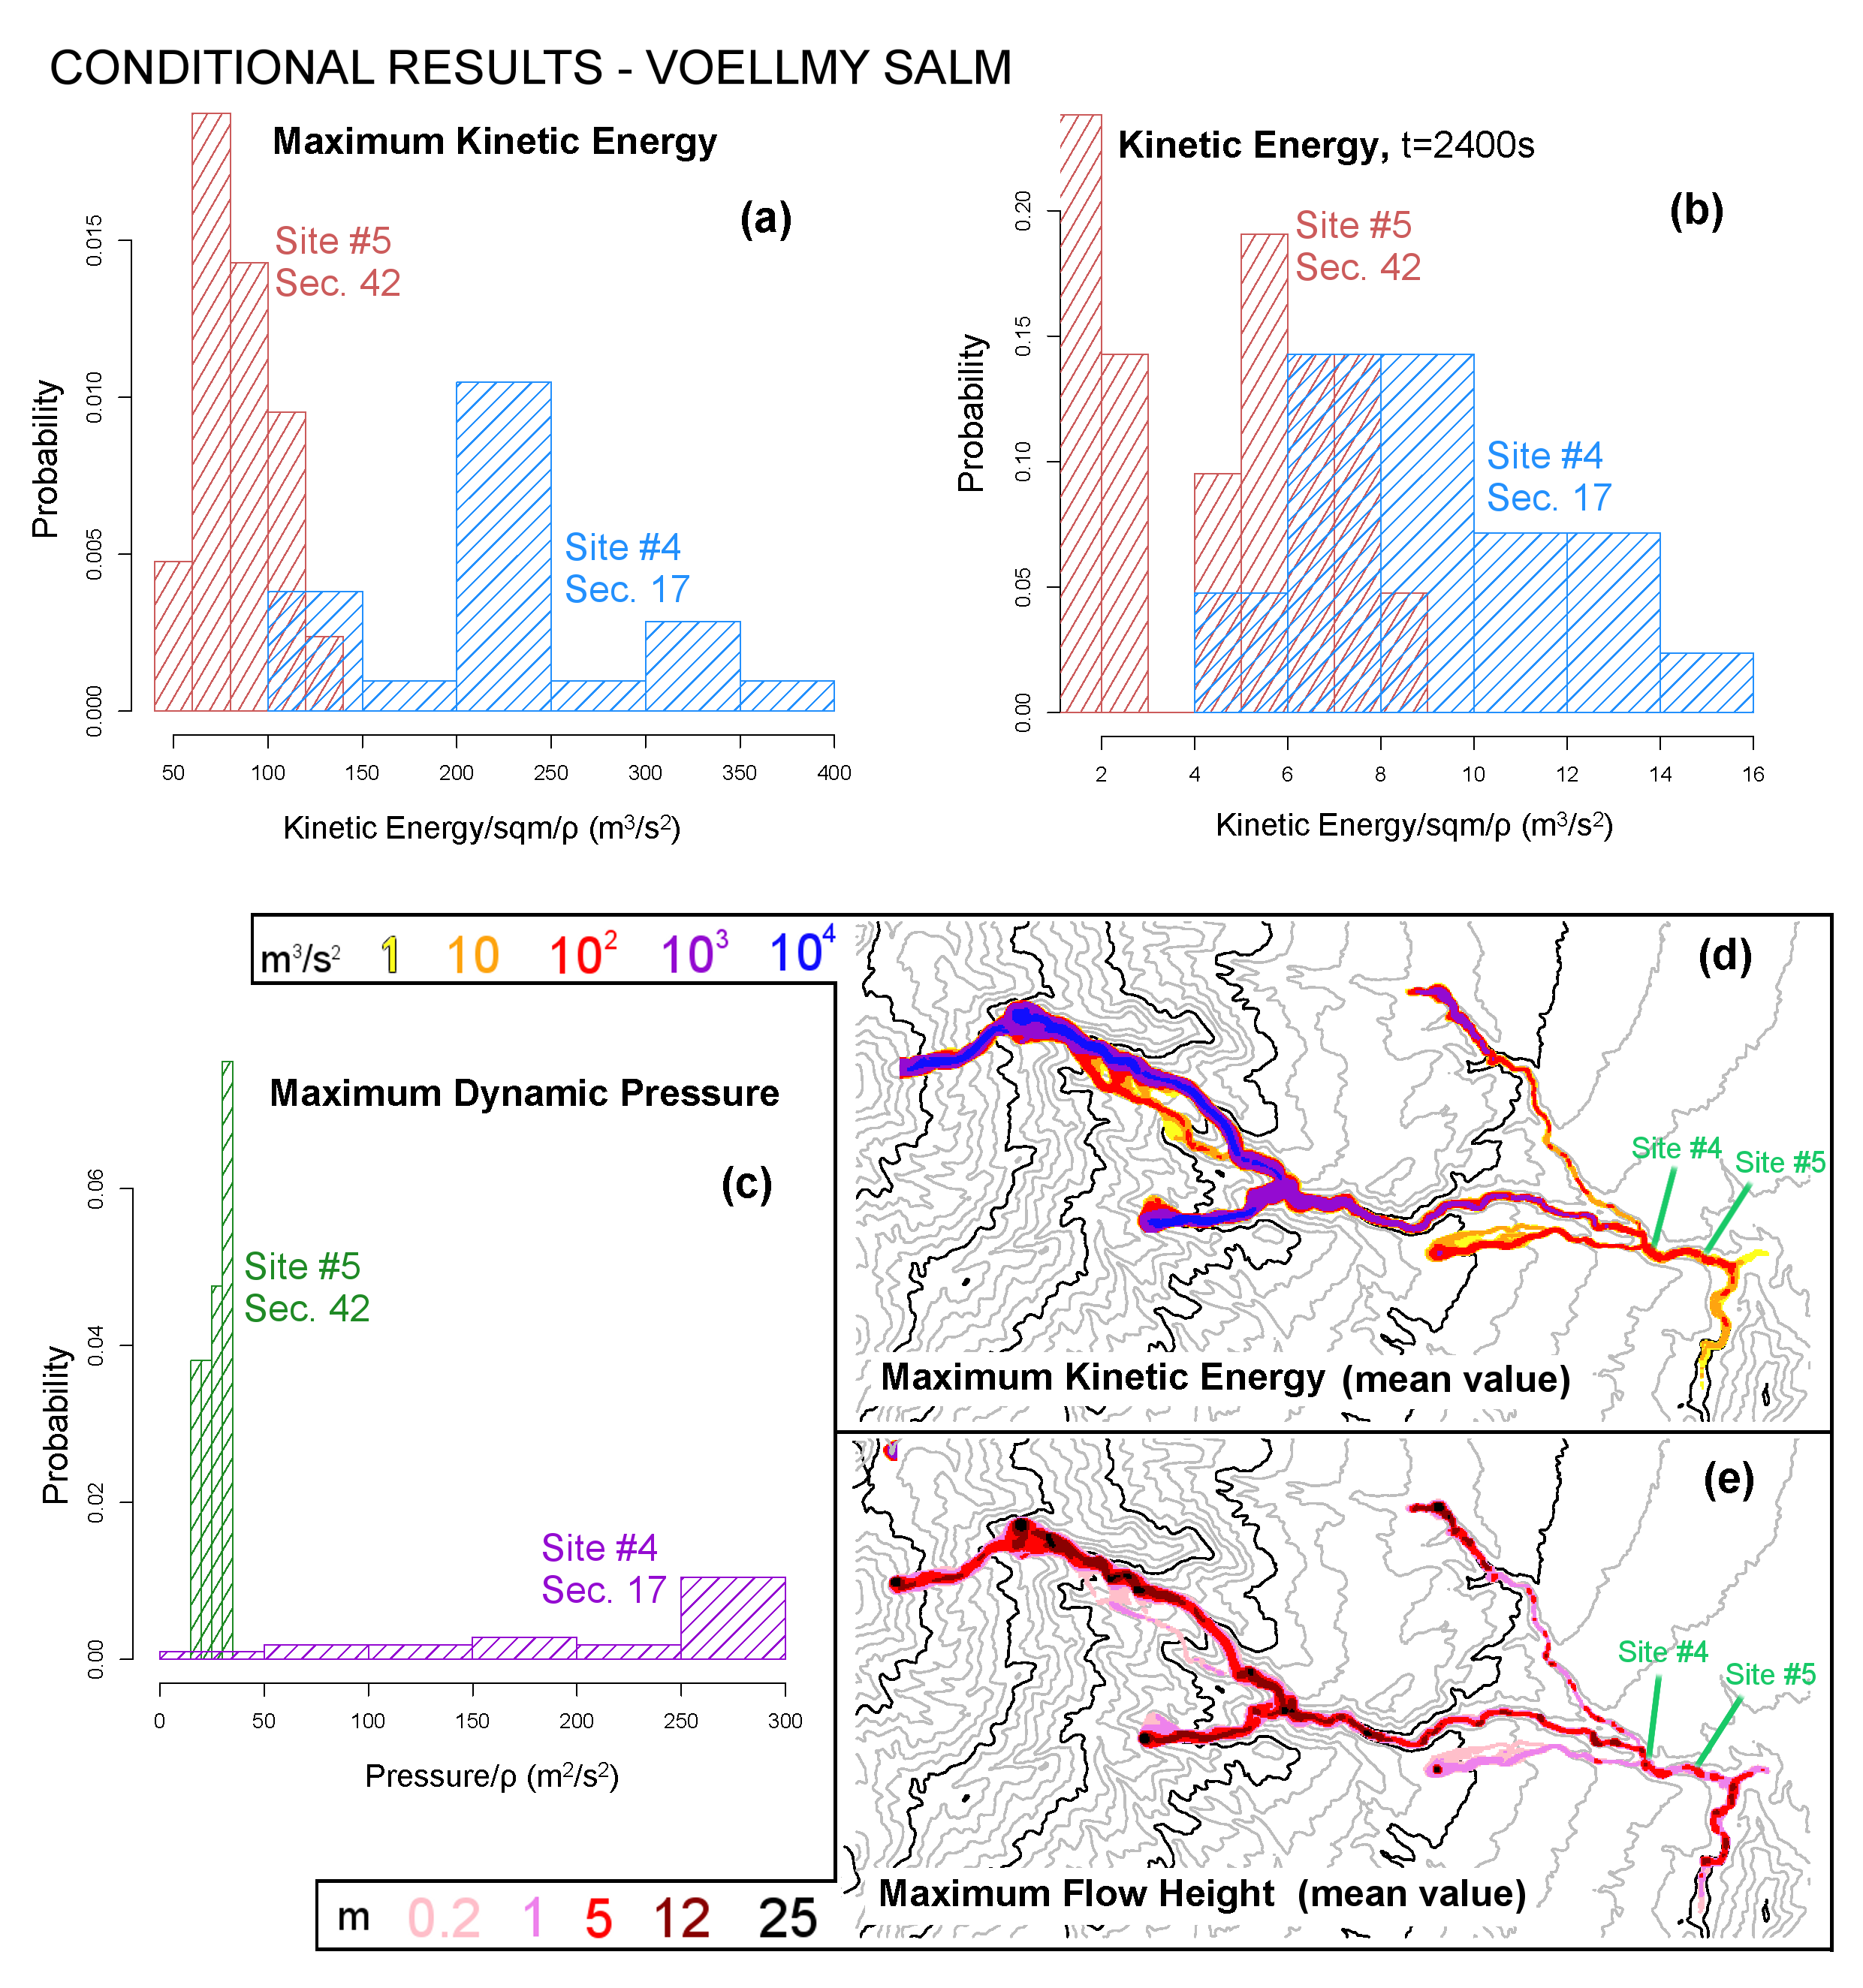 CONDITIONAL RESULTS - VOELLMY SALM
Maximum Kinetic Energy
(a)
Site #5
Sec. 42
Site #4
Sec. 17
Probability
0.000
0.005
0.010
0.015
50 100 150 200 250 300 350 400
Kinetic Energy/sqm/ρ (m³/s²)
Kinetic Energy, t=2400s
(b)
Site #5
Sec. 42
Site #4
Sec. 17
Probability
0.00
0.05
0.10
0.15
0.20
2 4 6 8 10 12 14 16
Kinetic Energy/sqm/ρ (m³/s²)
m³/s² 1 10 10² 10³ 10⁴
Maximum Dynamic Pressure
(c)
Site #5
Sec. 42
Site #4
Sec. 17
Probability
0.00
0.02
0.04
0.06
0 50 100 150 200 250 300
Pressure/ρ (m²/s²)
(d)
Site #4
Site #5
Maximum Kinetic Energy (mean value)
(e)
Site #4
Site #5
Maximum Flow Height (mean value)
m 0.2 1 5 12 25